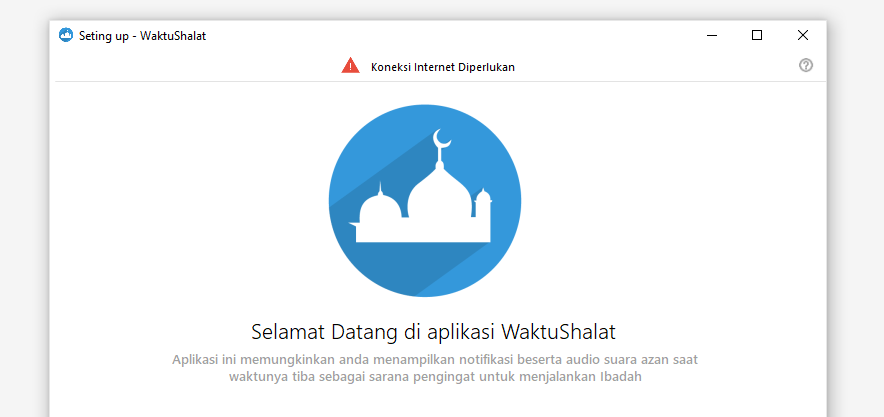 Seting up - WaktuShalat
Koneksi Internet Diperlukan
Selamat Datang di aplikasi WaktuShalat
Aplikasi ini memungkinkan anda menampilkan notifikasi beserta audio suara azan saat
waktunya tiba sebagai sarana pengingat untuk menjalankan Ibadah